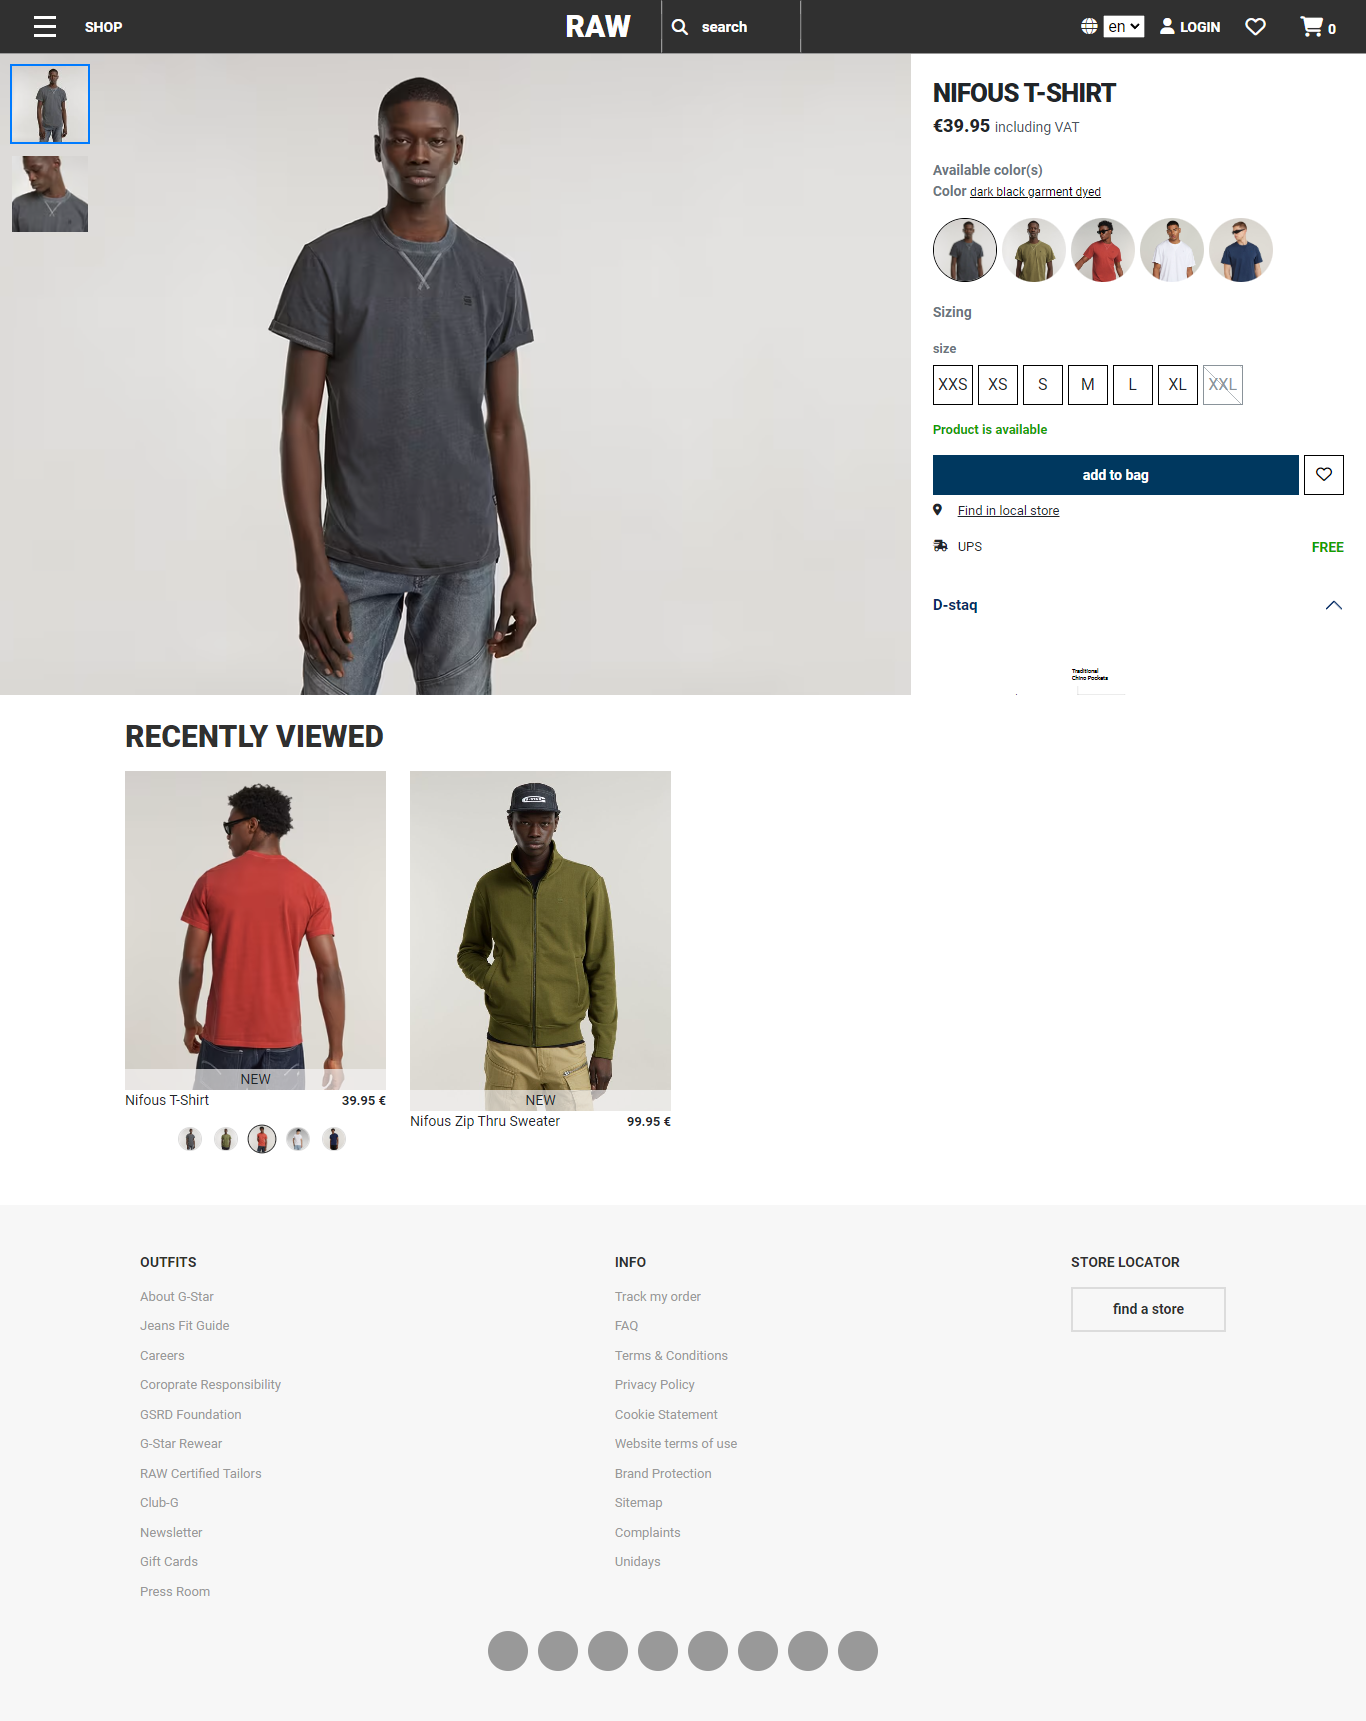 SHOP
RAW
search
en
LOGIN
0
NIFOUS T-SHIRT
€39.95 including VAT
Available color(s)
Color dark black garment dyed
Sizing
size
XXS XS S M L XL XXL
Product is available
add to bag
Find in local store
UPS
FREE
D-staq
Traditional
Chino Pockets
RECENTLY VIEWED
NEW
Nifous T-Shirt
39.95 €
NEW
Nifous Zip Thru Sweater
99.95 €
OUTFITS
About G-Star
Jeans Fit Guide
Careers
Coroprate Responsibility
GSRD Foundation
G-Star Rewear
RAW Certified Tailors
Club-G
Newsletter
Gift Cards
Press Room
INFO
Track my order
FAQ
Terms & Conditions
Privacy Policy
Cookie Statement
Website terms of use
Brand Protection
Sitemap
Complaints
Unidays
STORE LOCATOR
find a store